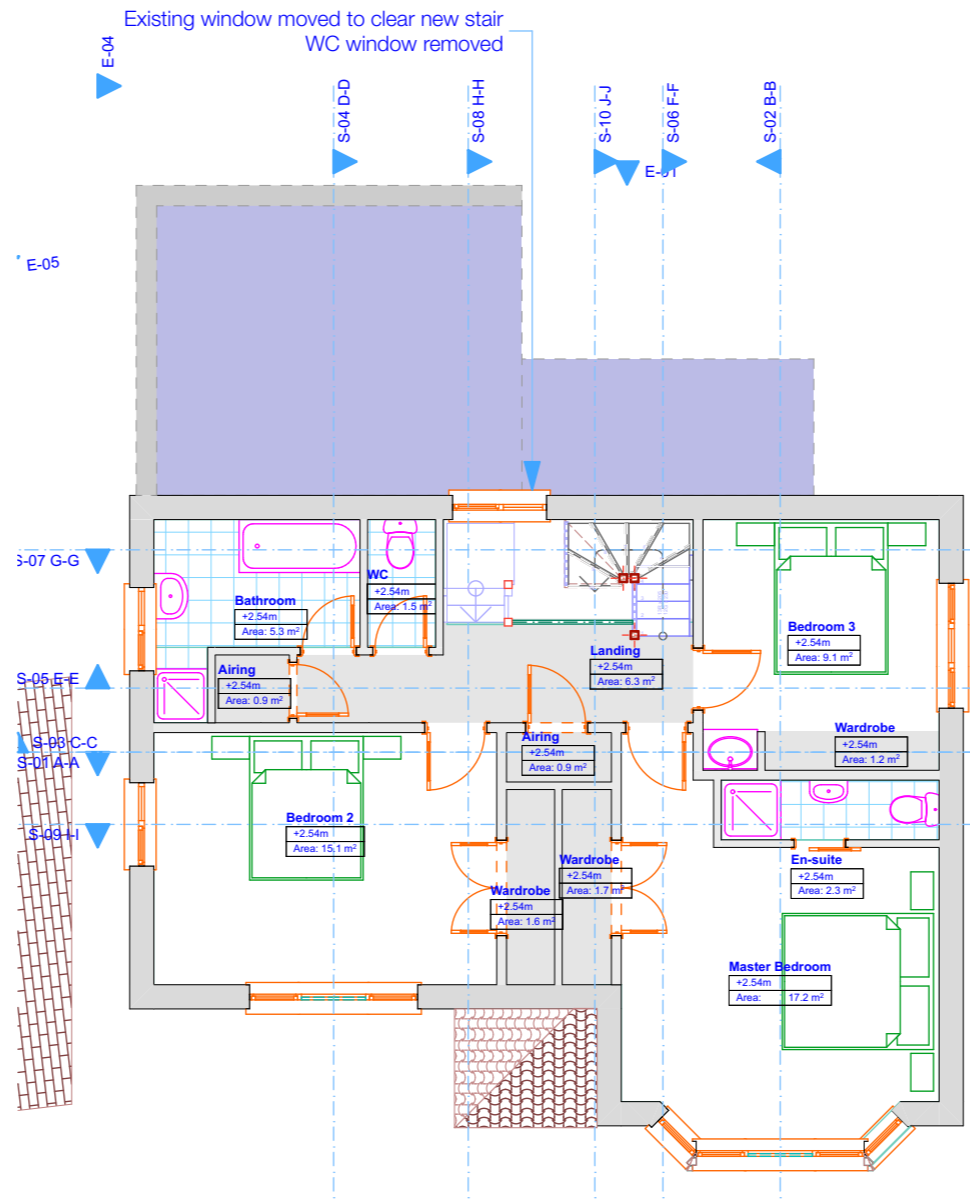 Existing window moved to clear new stair
WC window removed
E-04
S-04 D-D
S-08 H-H
S-10 J-J
S-06 F-F
S-02 B-B
E-01
E-05
S-07 G-G
WC
+2.54m
Area: 1.5 m²
Bathroom
+2.54m
Area: 5.3 m²
Bedroom 3
+2.54m
Area: 9.1 m²
Landing
+2.54m
Area: 6.3 m²
Airing
+2.54m
Area: 0.9 m²
S-05 E-E
Wardrobe
+2.54m
Area: 1.2 m²
Airing
+2.54m
Area: 0.9 m²
S-03 C-C
S-01 A-A
Bedroom 2
+2.54m
Area: 15.1 m²
S-09 I-I
Wardrobe
+2.54m
Area: 1.7 m²
En-suite
+2.54m
Area: 2.3 m²
Wardrobe
+2.54m
Area: 1.6 m²
Master Bedroom
+2.54m
Area: 17.2 m²